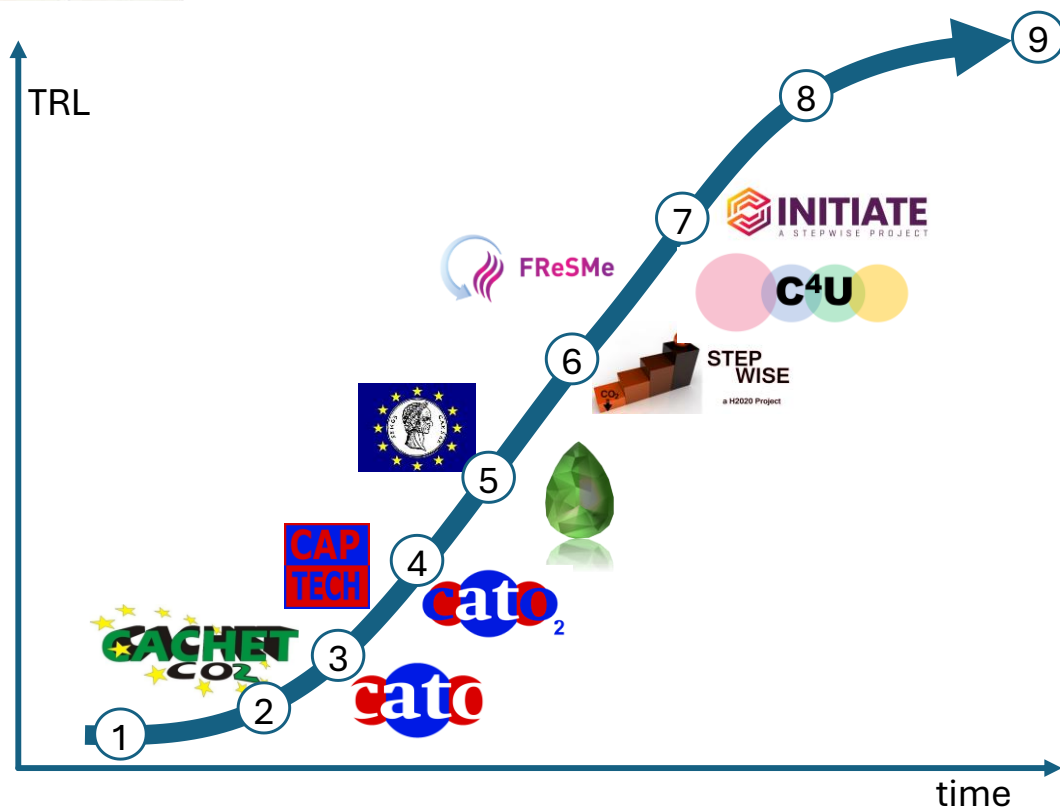 9
8
TRL
7
INITIATE
A STEPWISE PROJECT
FReSMe
C⁴U
6
STEP
WISE
CO₂
a H2020 Project
5
CAP
TECH
4
cato₂
CACHET
CO2
3
cato
2
1
time